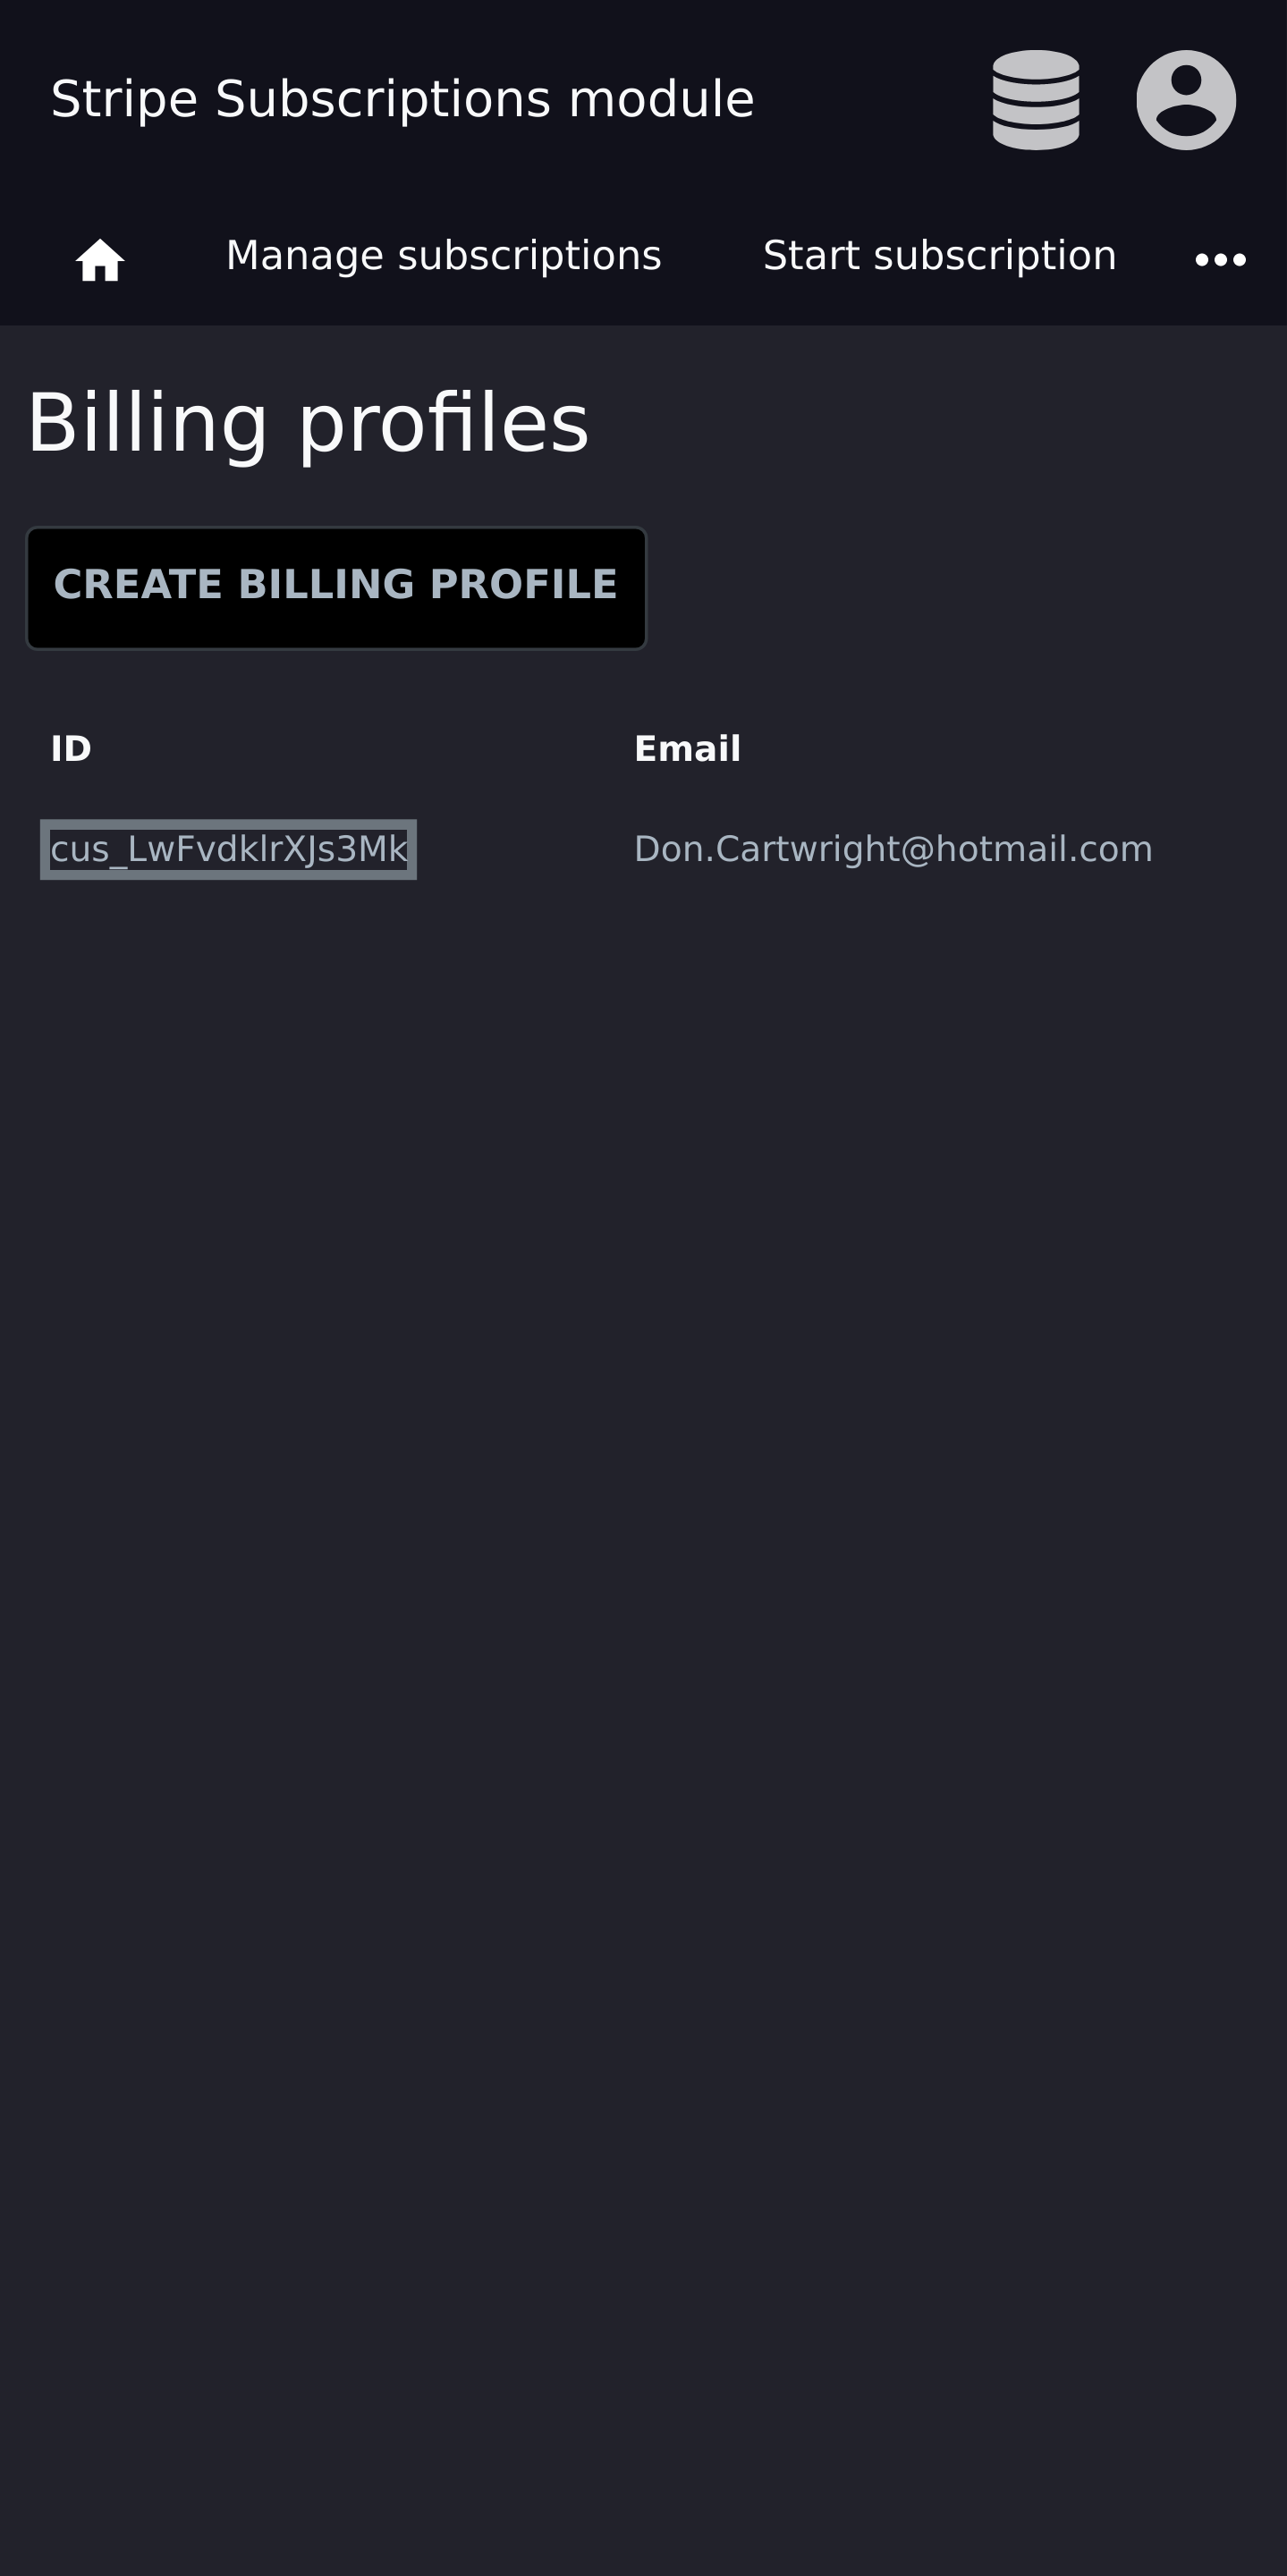 Stripe Subscriptions module
Manage subscriptions Start subscription
Billing profiles
CREATE BILLING PROFILE
ID Email
cus_LwFvdklrXJs3Mk Don.Cartwright@hotmail.com